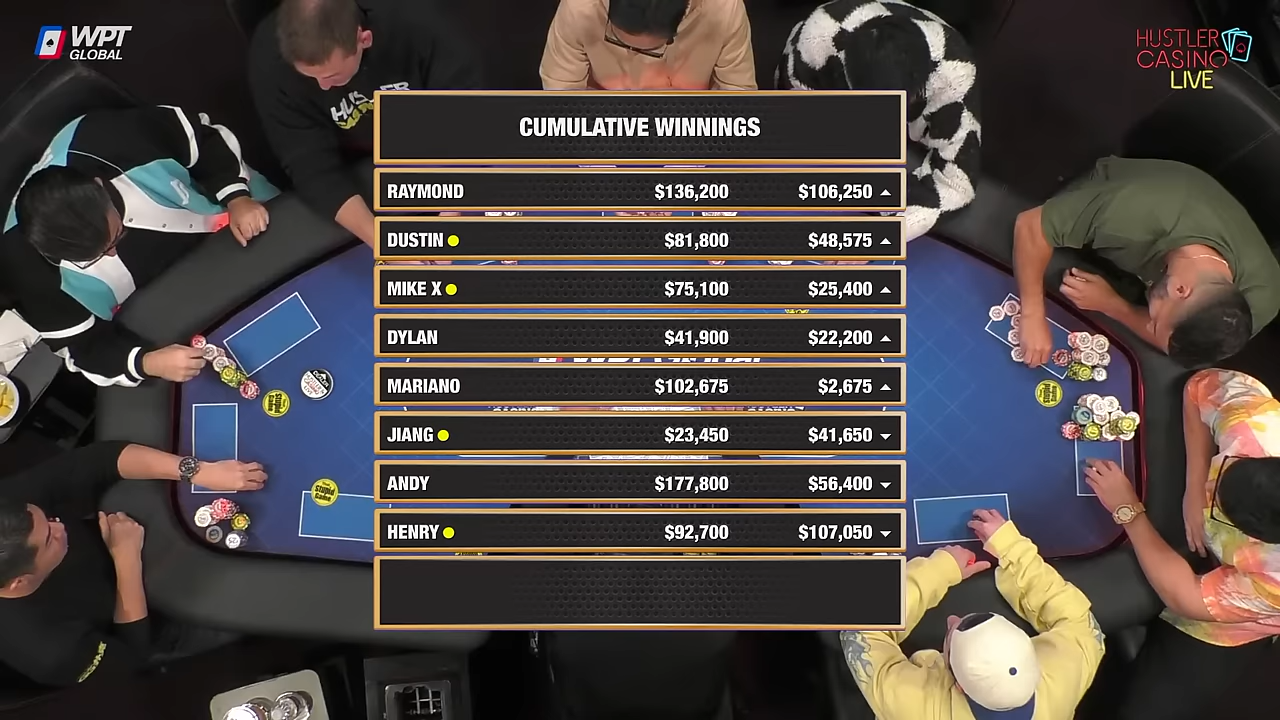 WPT
GLOBAL
HUSTLER
CASINO
LIVE
CUMULATIVE WINNINGS
RAYMOND $136,200 $106,250
DUSTIN $81,800 $48,575
MIKE X $75,100 $25,400
DYLAN $41,900 $22,200
MARIANO $102,675 $2,675
JIANG $23,450 $41,650
ANDY $177,800 $56,400
HENRY $92,700 $107,050